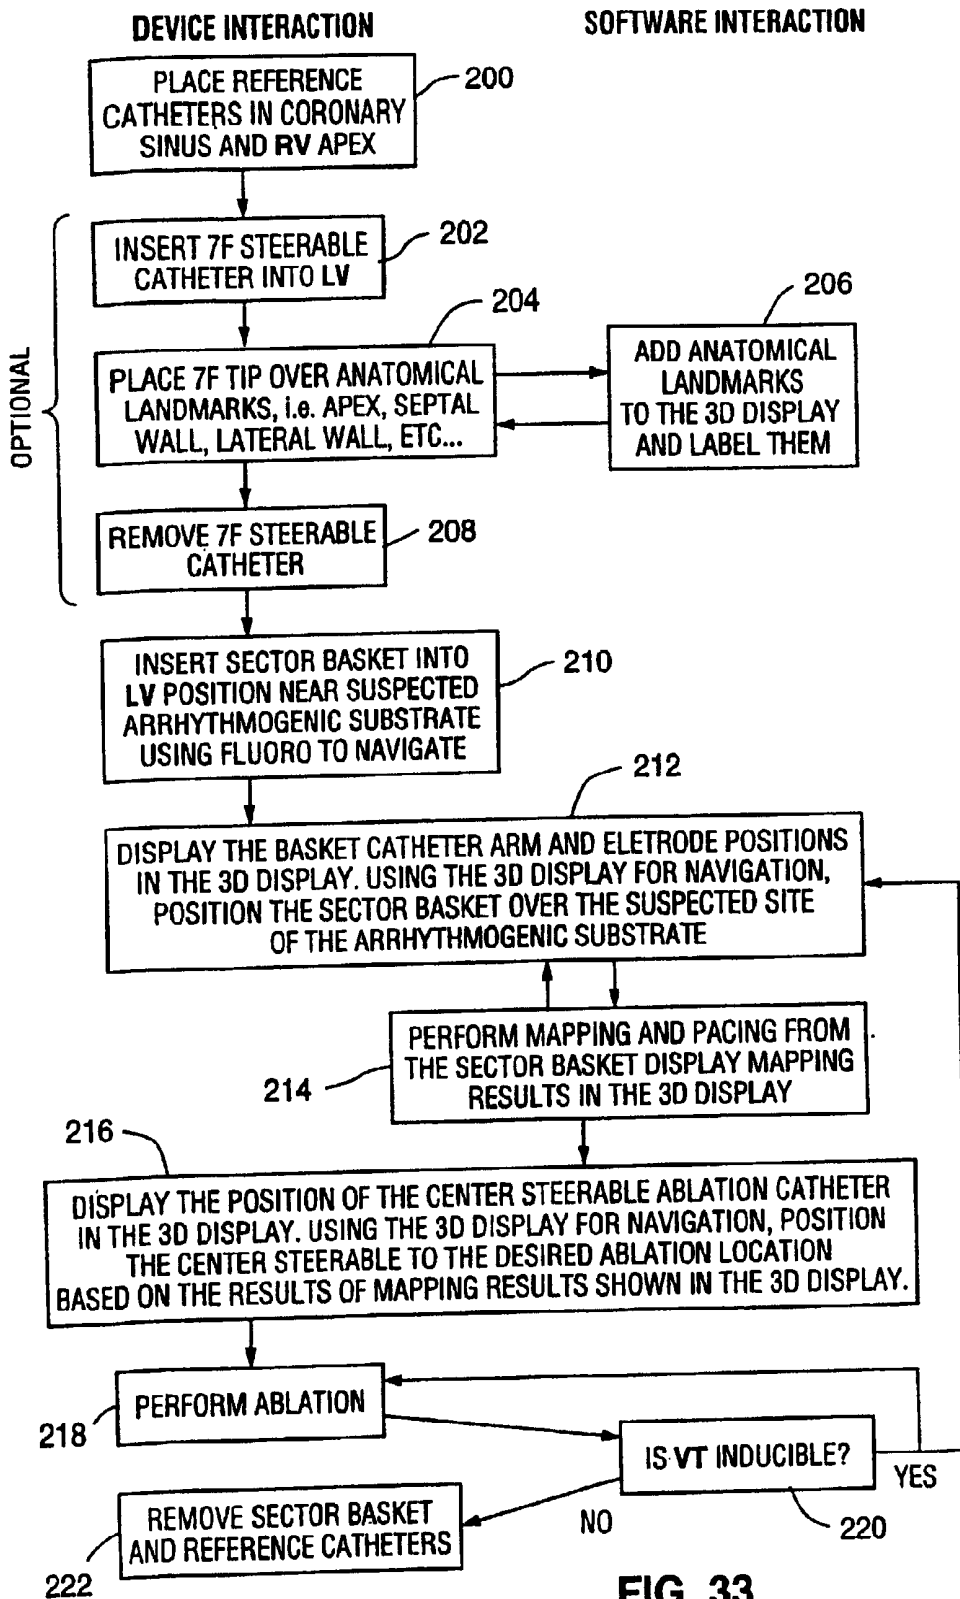 DEVICE INTERACTION
SOFTWARE INTERACTION
PLACE REFERENCE
CATHETERS IN CORONARY
SINUS AND RV APEX
200
OPTIONAL
INSERT 7F STEERABLE
CATHETER INTO LV
202
PLACE 7F TIP OVER ANATOMICAL
LANDMARKS, i.e. APEX, SEPTAL
WALL, LATERAL WALL, ETC...
204
ADD ANATOMICAL
LANDMARKS
TO THE 3D DISPLAY
AND LABEL THEM
206
REMOVE 7F STEERABLE
CATHETER
208
INSERT SECTOR BASKET INTO
LV POSITION NEAR SUSPECTED
ARRHYTHMOGENIC SUBSTRATE
USING FLUORO TO NAVIGATE
210
212
DISPLAY THE BASKET CATHETER ARM AND ELETRODE POSITIONS
IN THE 3D DISPLAY. USING THE 3D DISPLAY FOR NAVIGATION,
POSITION THE SECTOR BASKET OVER THE SUSPECTED SITE
OF THE ARRHYTHMOGENIC SUBSTRATE
PERFORM MAPPING AND PACING FROM
THE SECTOR BASKET DISPLAY MAPPING
RESULTS IN THE 3D DISPLAY
214
216
DISPLAY THE POSITION OF THE CENTER STEERABLE ABLATION CATHETER
IN THE 3D DISPLAY. USING THE 3D DISPLAY FOR NAVIGATION, POSITION
THE CENTER STEERABLE TO THE DESIRED ABLATION LOCATION
BASED ON THE RESULTS OF MAPPING RESULTS SHOWN IN THE 3D DISPLAY.
PERFORM ABLATION
218
IS VT INDUCIBLE?
YES
NO
220
REMOVE SECTOR BASKET
AND REFERENCE CATHETERS
222
FIG. 33